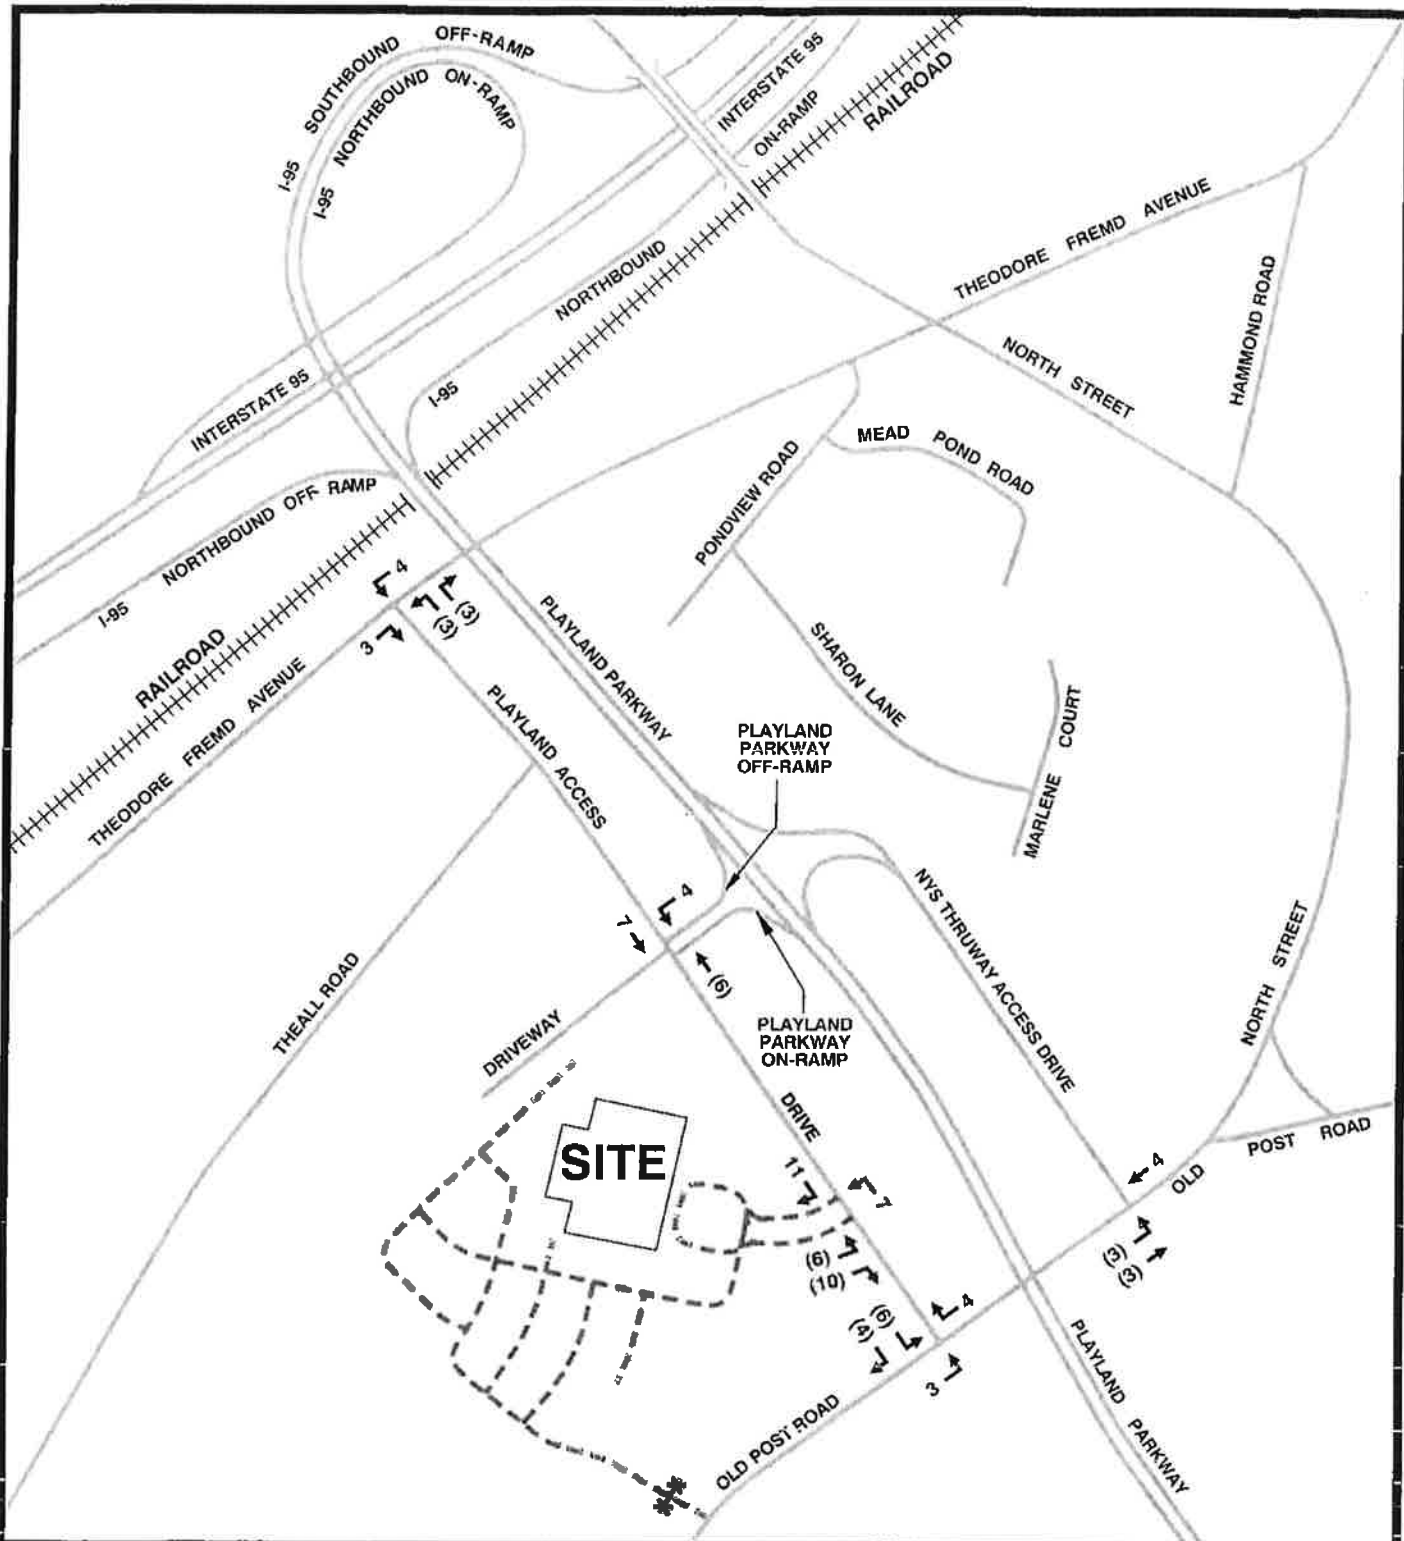 I-95 SOUTHBOUND OFF-RAMP
I-95 NORTHBOUND ON-RAMP
INTERSTATE 95
ON-RAMP
RAILROAD
THEODORE FREMD AVENUE
HAMMOND ROAD
NORTHBOUND
I-95
INTERSTATE 95
NORTH STREET
MEAD POND ROAD
PONDVIEW ROAD
I-95 NORTHBOUND OFF RAMP
RAILROAD
THEODORE FREMD AVENUE
4
(3)
(3)
3
PLAYLAND PARKWAY
SHARON LANE
MARLENE COURT
PLAYLAND ACCESS
PLAYLAND
PARKWAY
OFF-RAMP
4
7
(6)
NYS THRUWAY ACCESS DRIVE
NORTH STREET
THEALL ROAD
DRIVEWAY
PLAYLAND
PARKWAY
ON-RAMP
DRIVE
SITE
POST ROAD
OLD
4
11
7
(6)
(10)
(3)
(3)
(6)
(4)
4
3
PLAYLAND PARKWAY
OLD POST ROAD